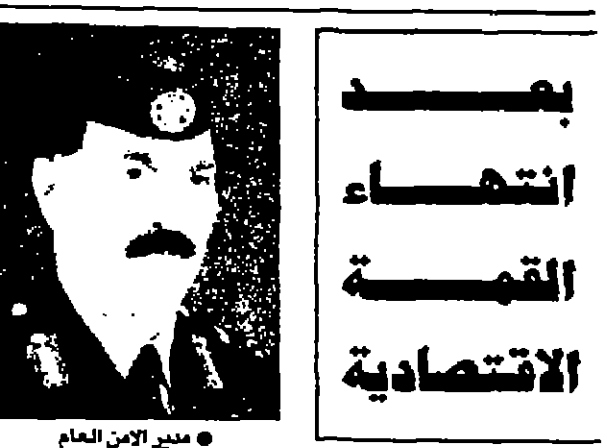 بعد
انتهاء
القمة
الاقتصادية
● مدير الامن العام